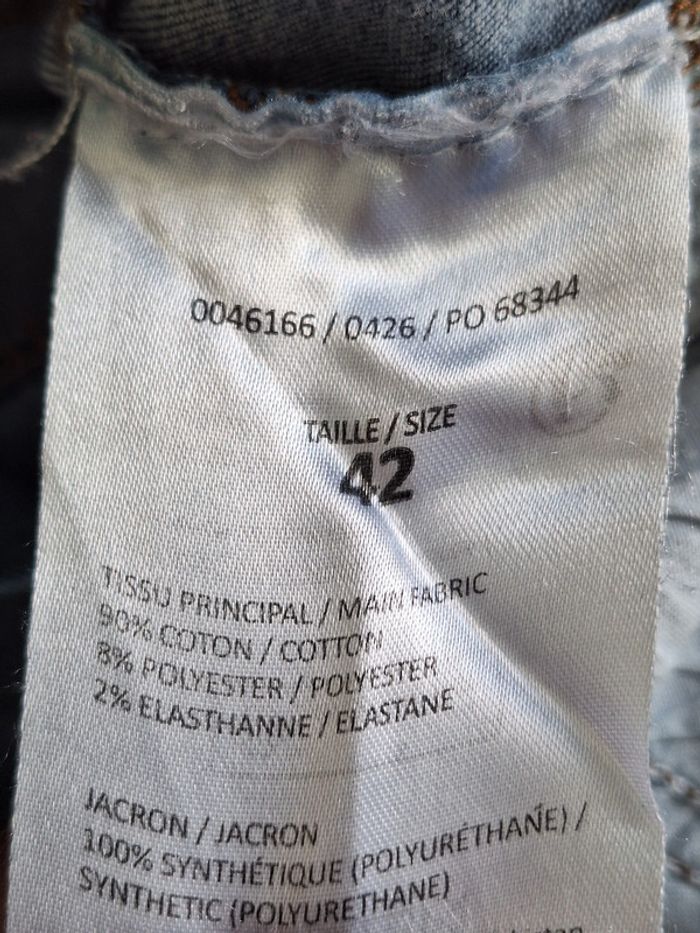 0046166 / 0426 / PO 68344
TAILLE / SIZE
42
TISSU PRINCIPAL / MAIN FABRIC
90% COTON / COTTON
8% POLYESTER / POLYESTER
2% ELASTHANNE / ELASTANE
JACRON / JACRON
100% SYNTHÉTIQUE (POLYURÉTHANE) /
SYNTHETIC (POLYURETHANE)